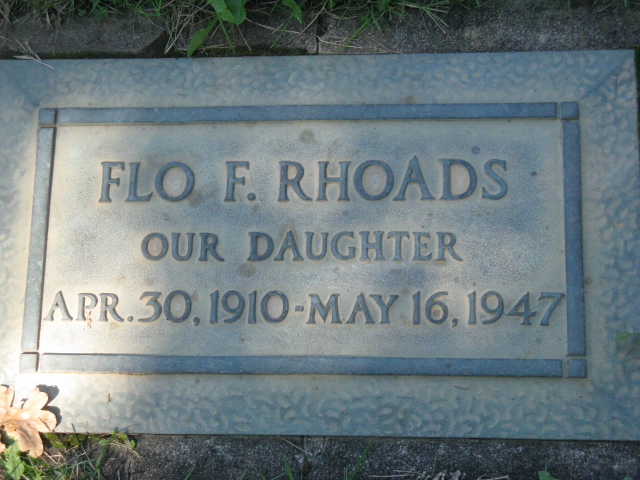 FLO F. RHOADS
OUR DAUGHTER
APR. 30, 1910 - MAY 16, 1947